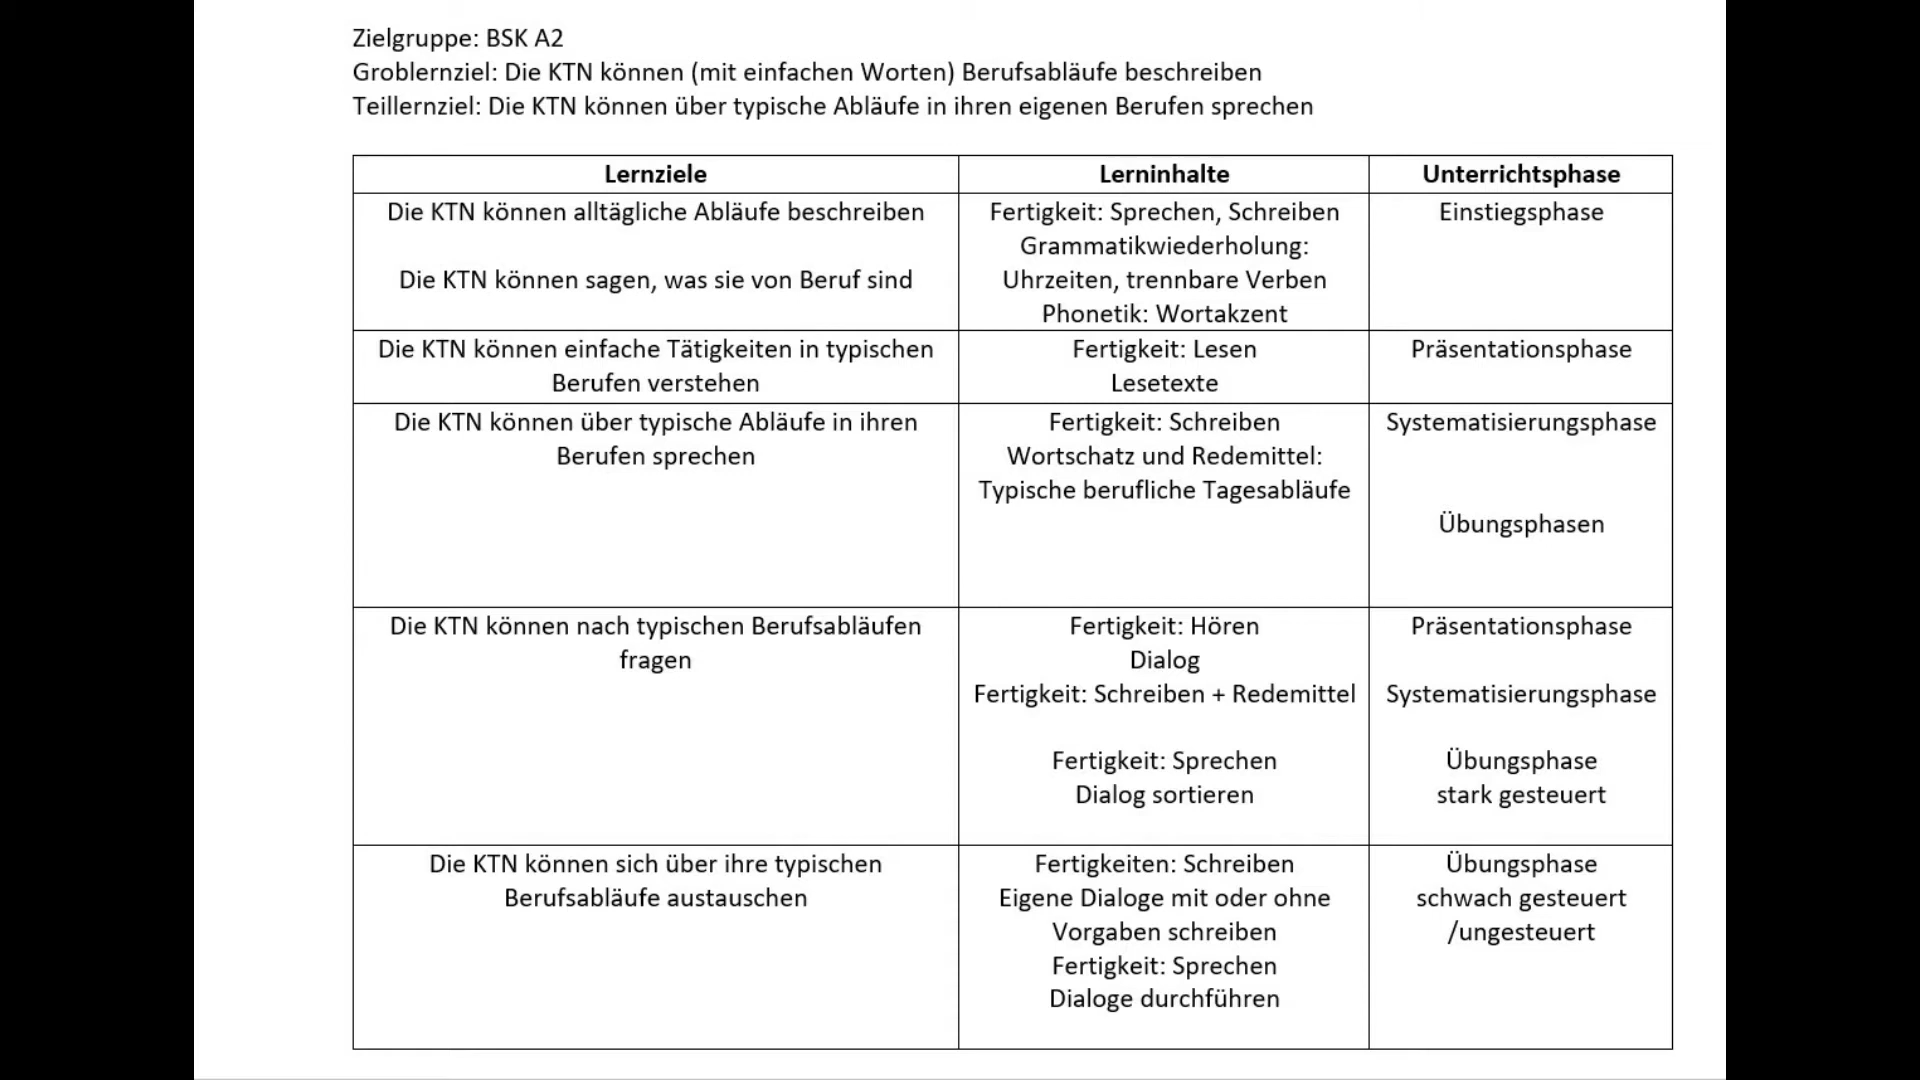 Zielgruppe: BSK A2
Groblernziel: Die KTN können (mit einfachen Worten) Berufsabläufe beschreiben
Teillernziel: Die KTN können über typische Abläufe in ihren eigenen Berufen sprechen
Lernziele
Lerninhalte
Unterrichtsphase
Die KTN können alltägliche Abläufe beschreiben
Die KTN können sagen, was sie von Beruf sind
Fertigkeit: Sprechen, Schreiben
Grammatikwiederholung:
Uhrzeiten, trennbare Verben
Phonetik: Wortakzent
Einstiegsphase
Die KTN können einfache Tätigkeiten in typischen
Berufen verstehen
Fertigkeit: Lesen
Lesetexte
Präsentationsphase
Die KTN können über typische Abläufe in ihren
Berufen sprechen
Fertigkeit: Schreiben
Wortschatz und Redemittel:
Typische berufliche Tagesabläufe
Systematisierungsphase
Übungsphasen
Die KTN können nach typischen Berufsabläufen
fragen
Fertigkeit: Hören
Dialog
Fertigkeit: Schreiben + Redemittel
Fertigkeit: Sprechen
Dialog sortieren
Präsentationsphase
Systematisierungsphase
Übungsphase
stark gesteuert
Die KTN können sich über ihre typischen
Berufsabläufe austauschen
Fertigkeiten: Schreiben
Eigene Dialoge mit oder ohne
Vorgaben schreiben
Fertigkeit: Sprechen
Dialoge durchführen
Übungsphase
schwach gesteuert
/ungesteuert